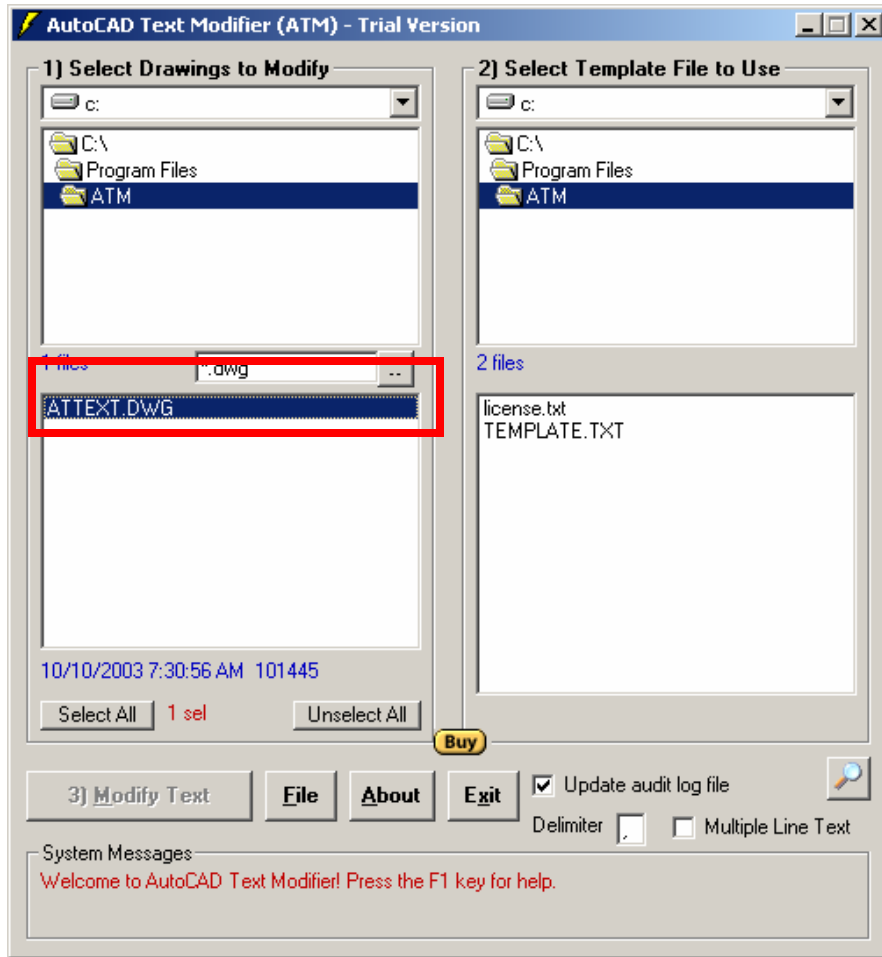 AutoCAD Text Modifier (ATM) - Trial Version
1) Select Drawings to Modify
c:
C:\
Program Files
ATM
1 files
*.dwg
..
ATTEXT.DWG
10/10/2003 7:30:56 AM 101445
Select All
1 sel
Unselect All
2) Select Template File to Use
c:
C:\
Program Files
ATM
2 files
license.txt
TEMPLATE.TXT
Buy
3) Modify Text
File
About
Exit
Update audit log file
Delimiter ,
Multiple Line Text
System Messages
Welcome to AutoCAD Text Modifier! Press the F1 key for help.